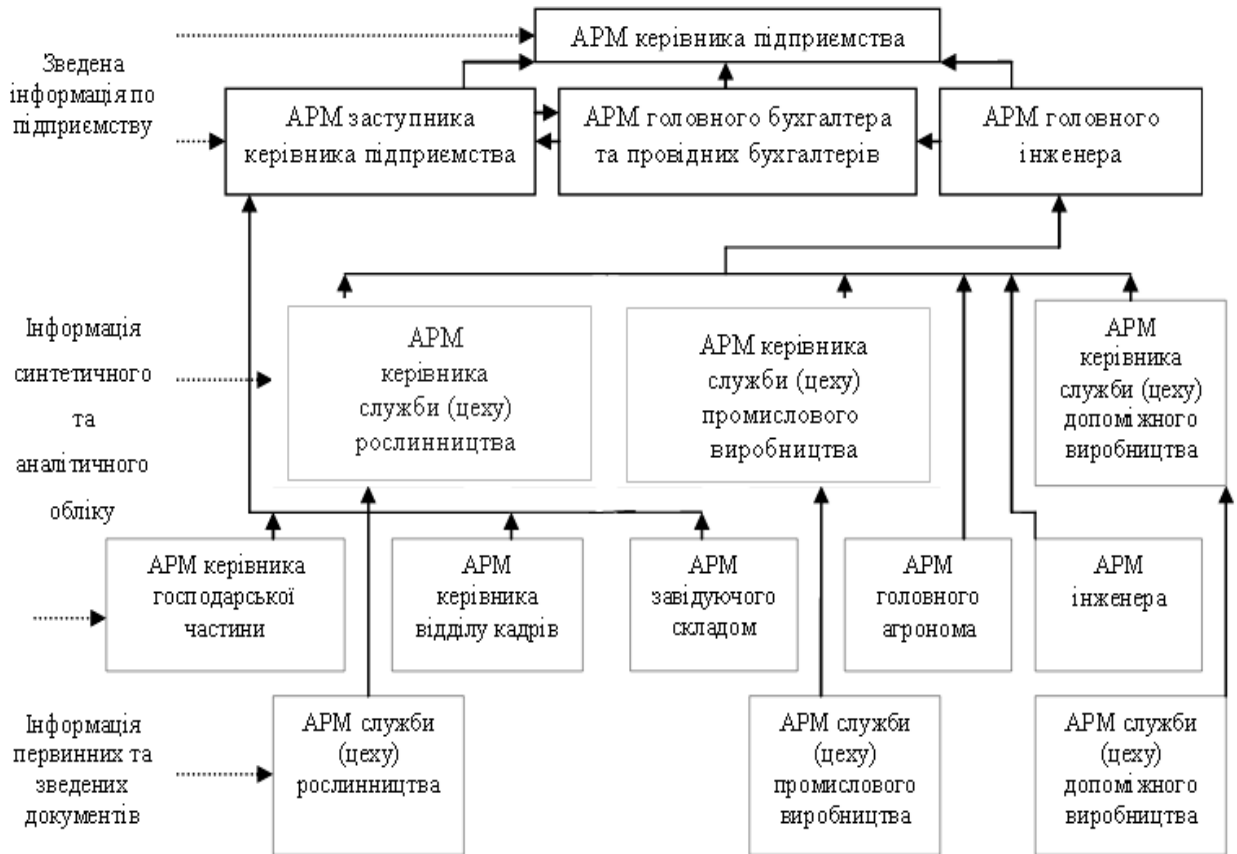 АРМ керівника підприємства
Зведена
інформація по
підприємству
АРМ заступника
керівника підприємства
АРМ головного бухгалтера
та провідних бухгалтерів
АРМ головного
інженера
Інформація
синтетичного
та
аналітичного
обліку
АРМ
керівника
служби (цеху)
рослинництва
АРМ керівника
служби (цеху)
промислового
виробництва
АРМ
керівника
служби (цеху)
допоміжного
виробництва
АРМ керівника
господарської
частини
АРМ
керівника
відділу кадрів
АРМ
завідуючого
складом
АРМ
головного
агронома
АРМ
інженера
Інформація
первинних та
зведених
документів
АРМ служби
(цеху)
рослинництва
АРМ служби
(цеху)
промислового
виробництва
АРМ служби
(цеху)
допоміжного
виробництва